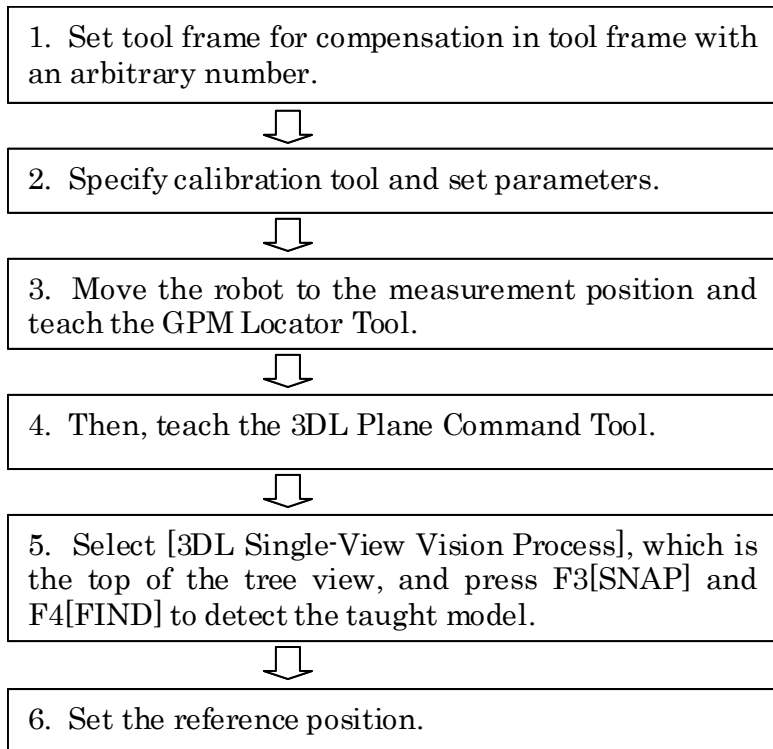 1. Set tool frame for compensation in tool frame with
an arbitrary number.
2. Specify calibration tool and set parameters.
3. Move the robot to the measurement position and
teach the GPM Locator Tool.
4. Then, teach the 3DL Plane Command Tool.
5. Select [3DL Single-View Vision Process], which is
the top of the tree view, and press F3[SNAP] and
F4[FIND] to detect the taught model.
6. Set the reference position.